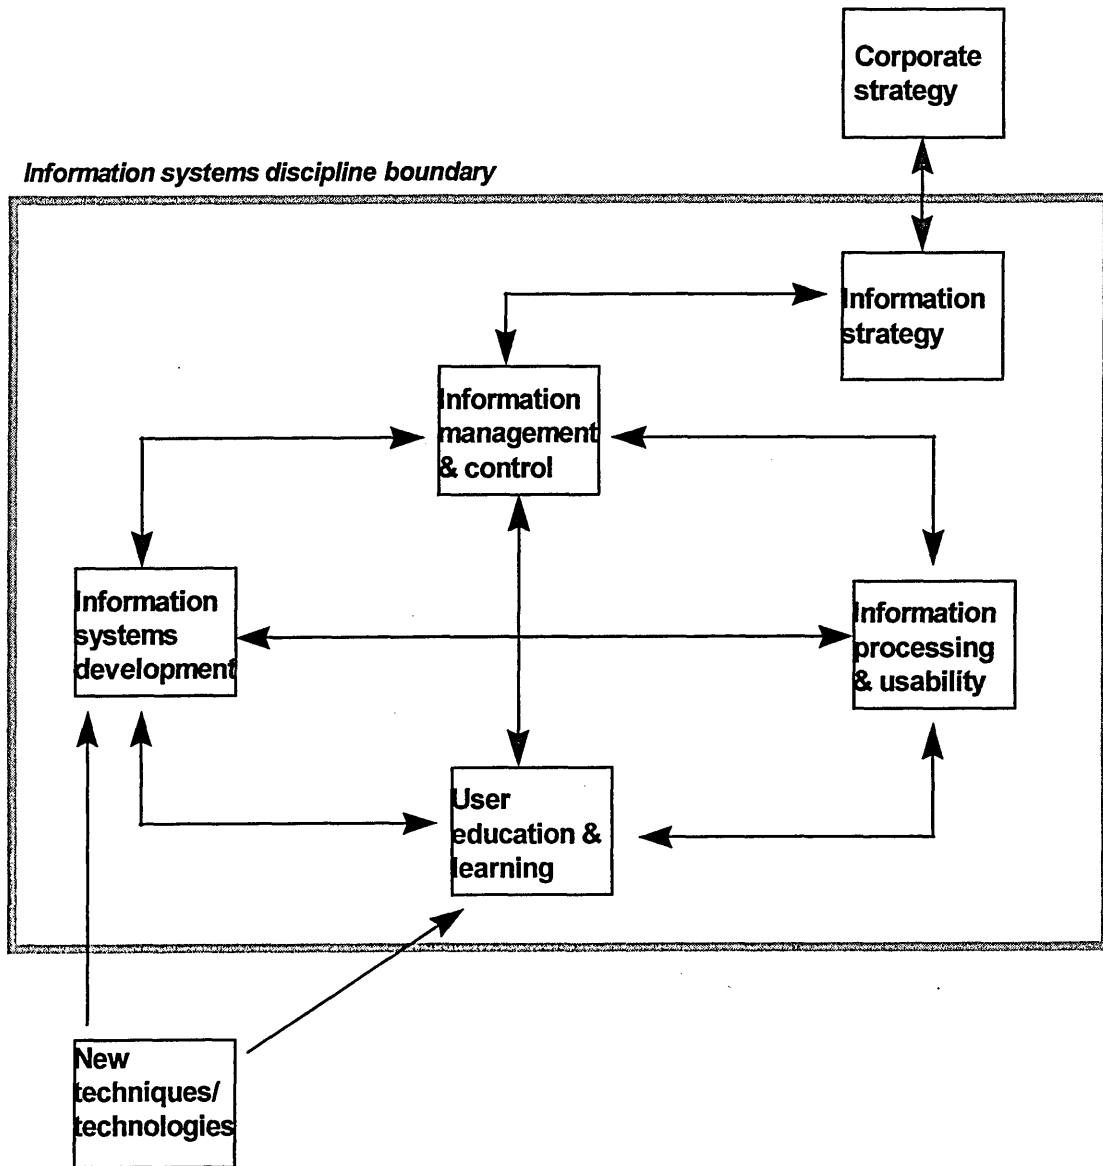 Corporate
strategy
Information systems discipline boundary
Information
strategy
Information
management
& control
Information
systems
development
Information
processing
& usability
User
education &
learning
New
techniques/
technologies